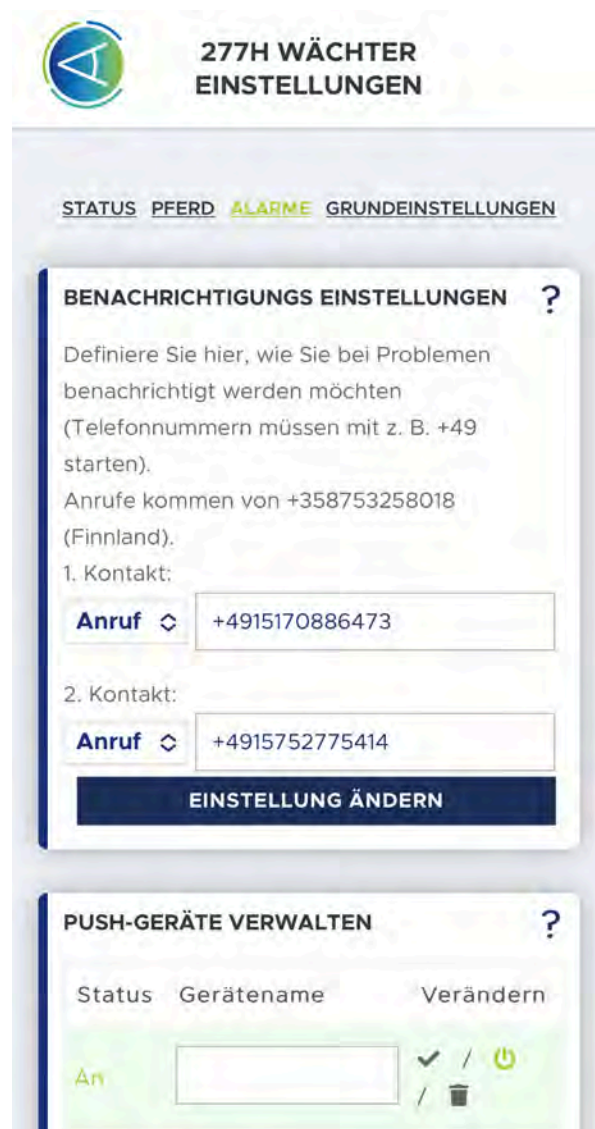 277H WÄCHTER
EINSTELLUNGEN
STATUS PFERD ALARME GRUNDEINSTELLUNGEN
BENACHRICHTIGUNGS EINSTELLUNGEN ?
Definiere Sie hier, wie Sie bei Problemen
benachrichtigt werden möchten
(Telefonnummern müssen mit z. B. +49
starten).
Anrufe kommen von +358753258018
(Finnland).
1. Kontakt:
Anruf +4915170886473
2. Kontakt:
Anruf +4915752775414
EINSTELLUNG ÄNDERN
PUSH-GERÄTE VERWALTEN ?
Status Gerätename Verändern
An /
/